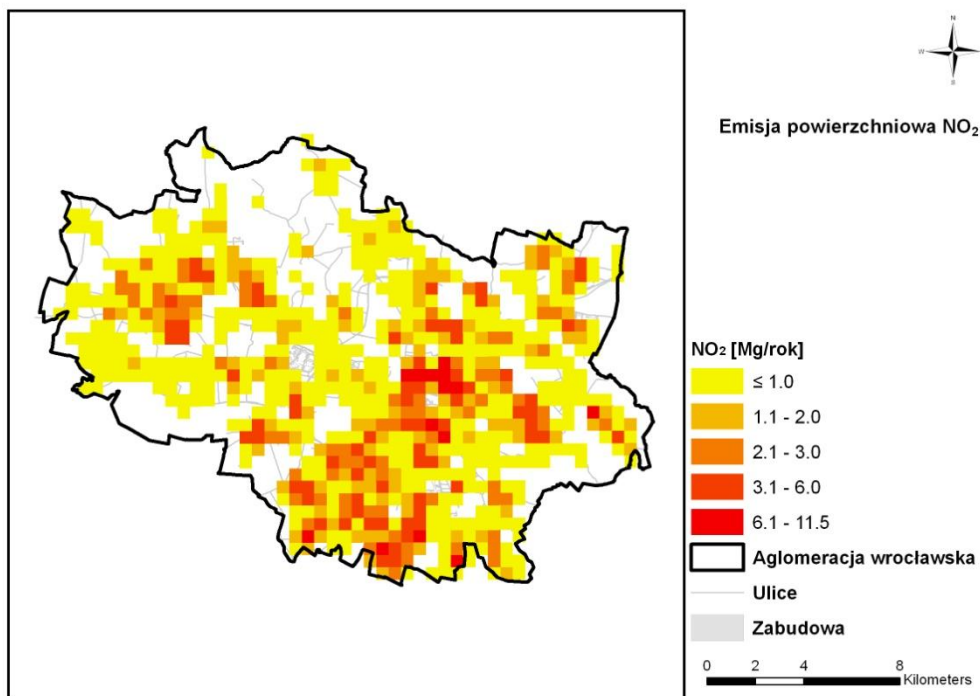 N
W
S
Emisja powierzchniowa NO₂
NO₂ [Mg/rok]
≤ 1.0
1.1 - 2.0
2.1 - 3.0
3.1 - 6.0
6.1 - 11.5
Aglomeracja wrocławska
Ulice
Zabudowa
0 2 4 8
Kilometers